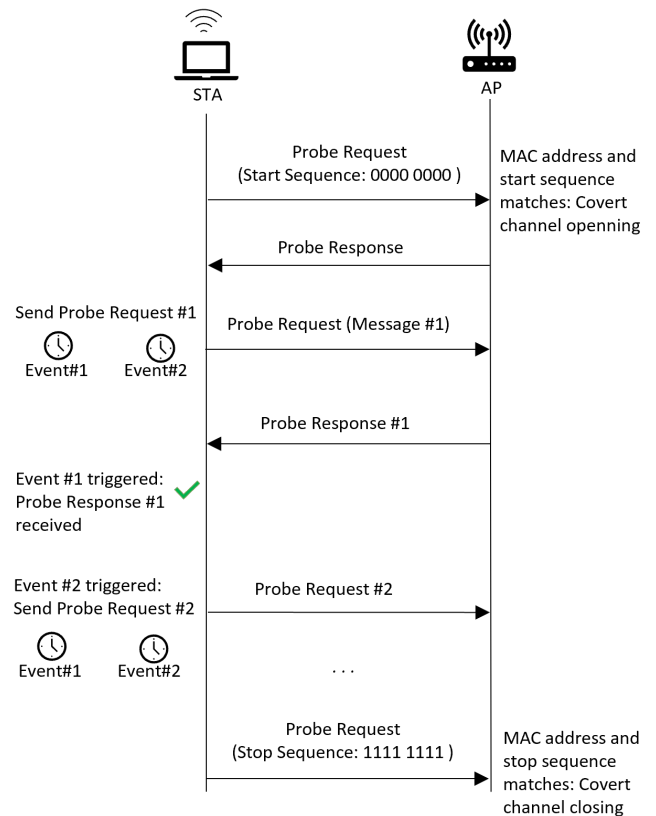 STA
AP
Probe Request
(Start Sequence: 0000 0000 )
MAC address and
start sequence
matches: Covert
channel openning
Probe Response
Send Probe Request #1
Event#1
Event#2
Probe Request (Message #1)
Probe Response #1
Event #1 triggered:
Probe Response #1
received
Event #2 triggered:
Send Probe Request #2
Probe Request #2
Event#1
Event#2
...
Probe Request
(Stop Sequence: 1111 1111 )
MAC address and
stop sequence
matches: Covert
channel closing